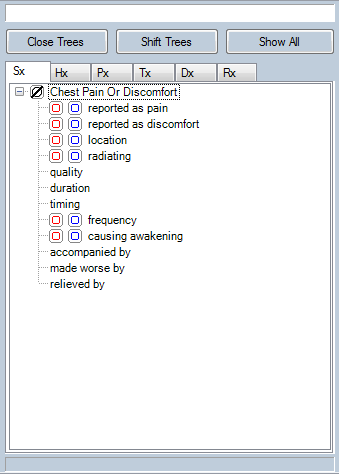 Close Trees Shift Trees Show All
Sx Hx Px Tx Dx Rx
Chest Pain Or Discomfort
reported as pain
reported as discomfort
location
radiating
quality
duration
timing
frequency
causing awakening
accompanied by
made worse by
relieved by